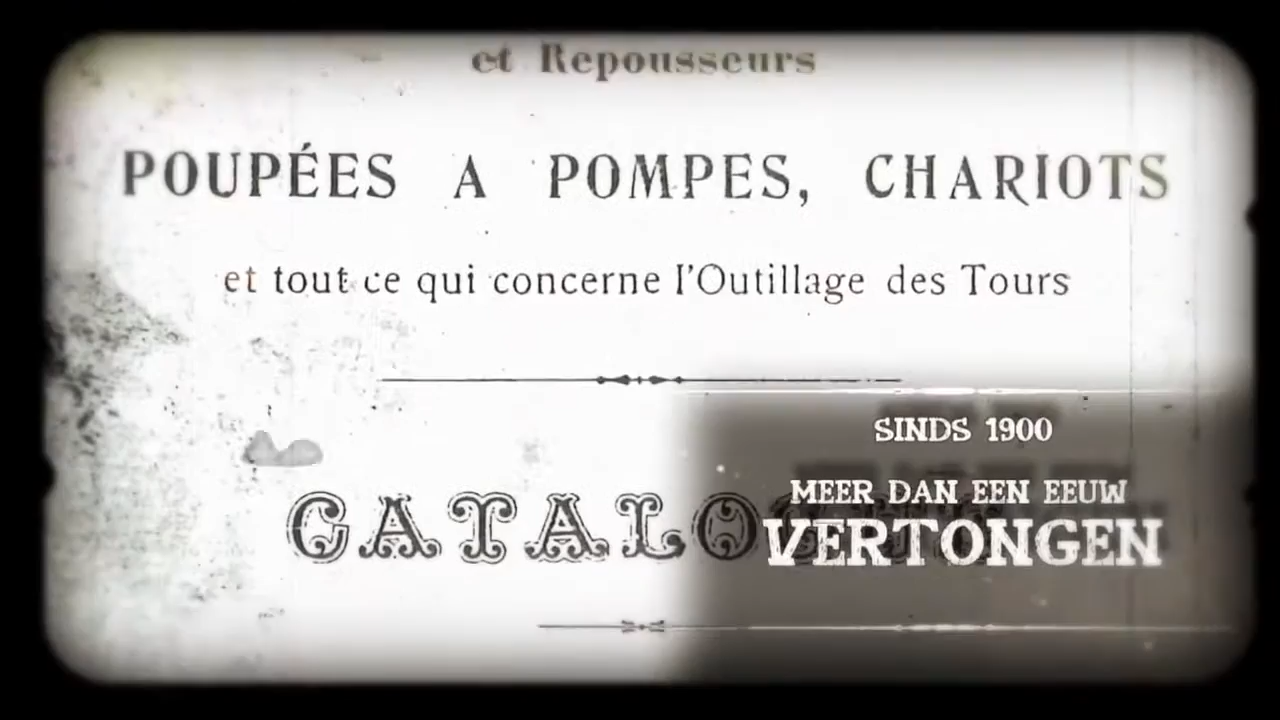 et Repousseurs
POUPÉES A POMPES, CHARIOTS
et tout ce qui concerne l'Outillage des Tours
SINDS 1900
MEER DAN EEN EEUW
CATALO
VERTONGEN